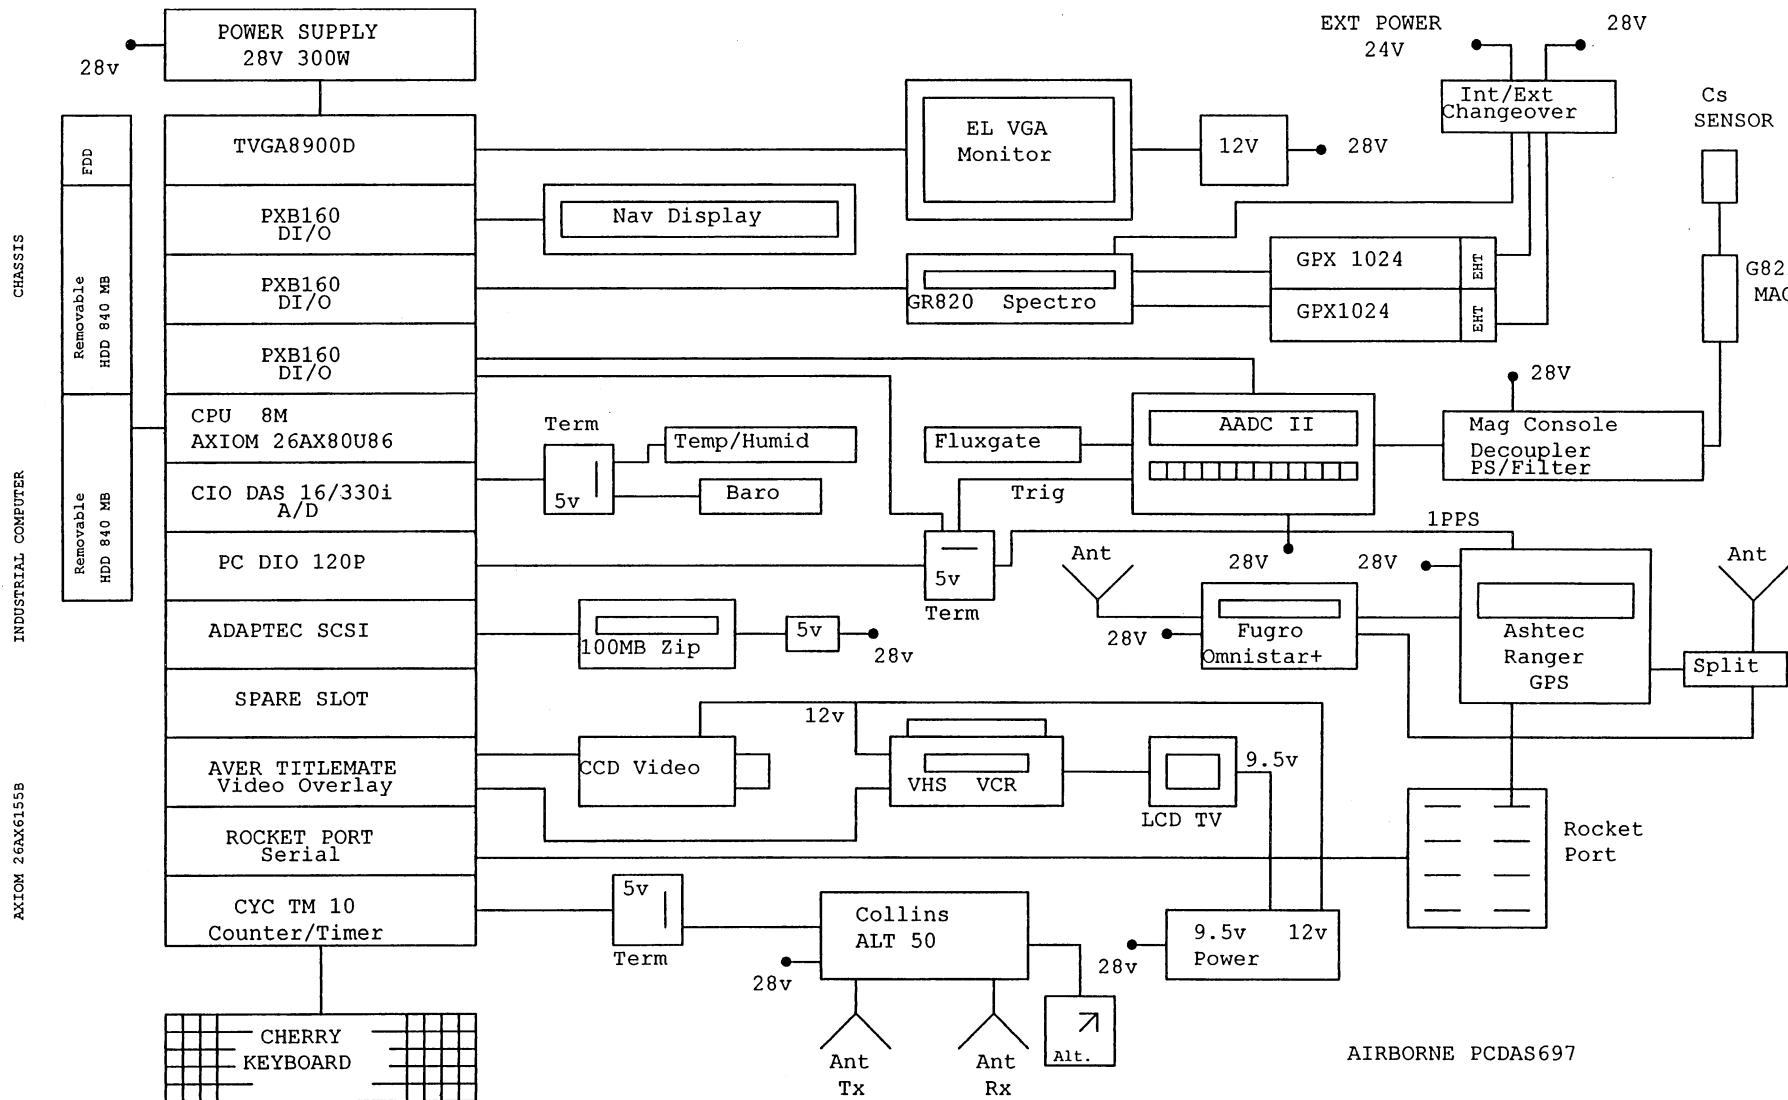 POWER SUPPLY
28V 300W
28v
EXT POWER
24V
28V
Int/Ext
Changeover
Cs
SENSOR
FDD
TVGA8900D
EL VGA
Monitor
12V
28V
PXB160
DI/O
Nav Display
CHASSIS
Removable
HDD 840 MB
PXB160
DI/O
GR820 Spectro
GPX 1024
EHT
GPX1024
EHT
G82
MAG
PXB160
DI/O
28V
CPU 8M
AXIOM 26AX80U86
Term
5v
Temp/Humid
Baro
Fluxgate
AADC II
Mag Console
Decoupler
PS/Filter
CIO DAS 16/330i
A/D
Trig
1PPS
INDUSTRIAL COMPUTER
Removable
HDD 840 MB
PC DIO 120P
5v
Term
Ant
28V
28V
Ant
ADAPTEC SCSI
100MB Zip
5v
28v
28V
Fugro
Omnistar+
Ashtec
Ranger
GPS
Split
SPARE SLOT
12v
AVER TITLEMATE
Video Overlay
CCD Video
VHS VCR
9.5v
LCD TV
AXIOM 26AX6155B
ROCKET PORT
Serial
Rocket
Port
CYC TM 10
Counter/Timer
5v
Term
Collins
ALT 50
28v
9.5v 12v
Power
28v
CHERRY
KEYBOARD
Ant
Tx
Ant
Rx
Alt.
AIRBORNE PCDAS697